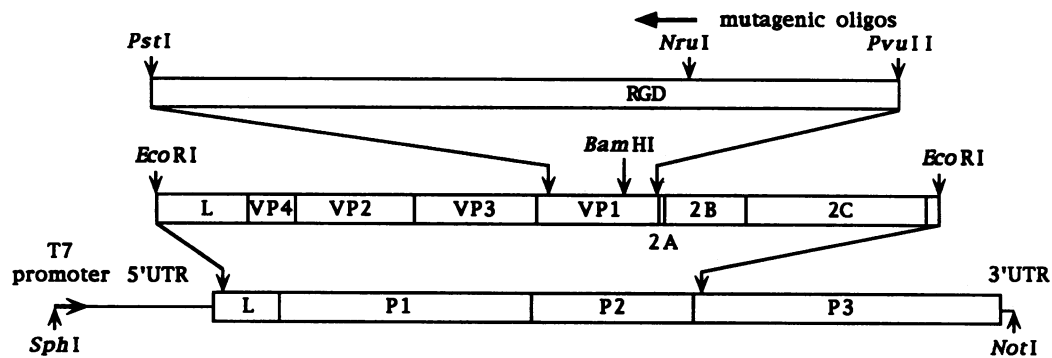 mutagenic oligos
PstI NruI PvuII
RGD
BamHI
EcoRI EcoRI
L VP4 VP2 VP3 VP1 2B 2C
2A
T7
promoter 5'UTR 3'UTR
L P1 P2 P3
SphI NotI